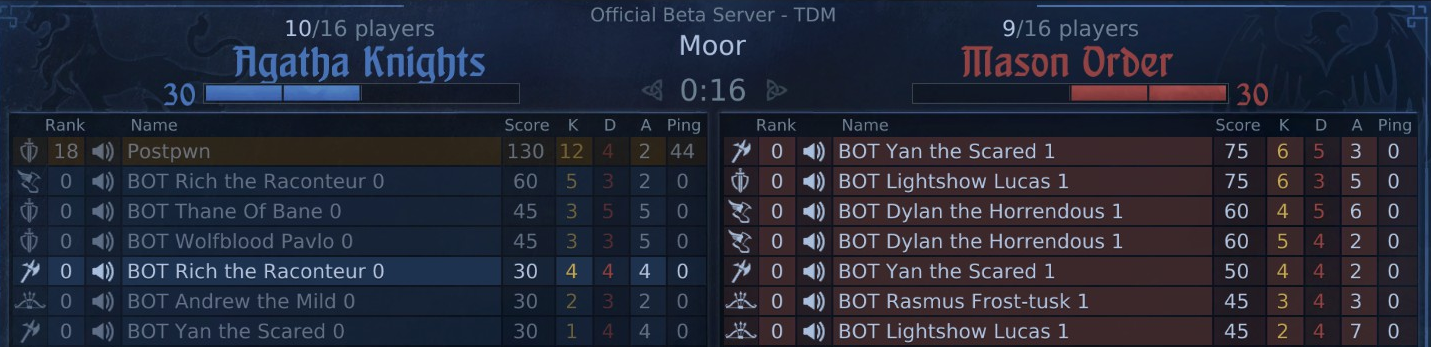 Official Beta Server - TDM
10/16 players
9/16 players
Moor
Agatha Knights
Mason Order
30
0:16
30
Rank Name Score K D A Ping
18 Postpwn 130 12 4 2 44
0 BOT Rich the Raconteur 0 60 5 3 2 0
0 BOT Thane Of Bane 0 45 3 5 5 0
0 BOT Wolfblood Pavlo 0 45 3 3 5 0
0 BOT Rich the Raconteur 0 30 4 4 4 0
0 BOT Andrew the Mild 0 30 2 3 2 0
0 BOT Yan the Scared 0 30 1 4 4 0
Rank Name Score K D A Ping
0 BOT Yan the Scared 1 75 6 5 3 0
0 BOT Lightshow Lucas 1 75 6 3 5 0
0 BOT Dylan the Horrendous 1 60 4 5 6 0
0 BOT Dylan the Horrendous 1 60 5 4 2 0
0 BOT Yan the Scared 1 50 4 4 2 0
0 BOT Rasmus Frost-tusk 1 45 3 4 3 0
0 BOT Lightshow Lucas 1 45 2 4 7 0